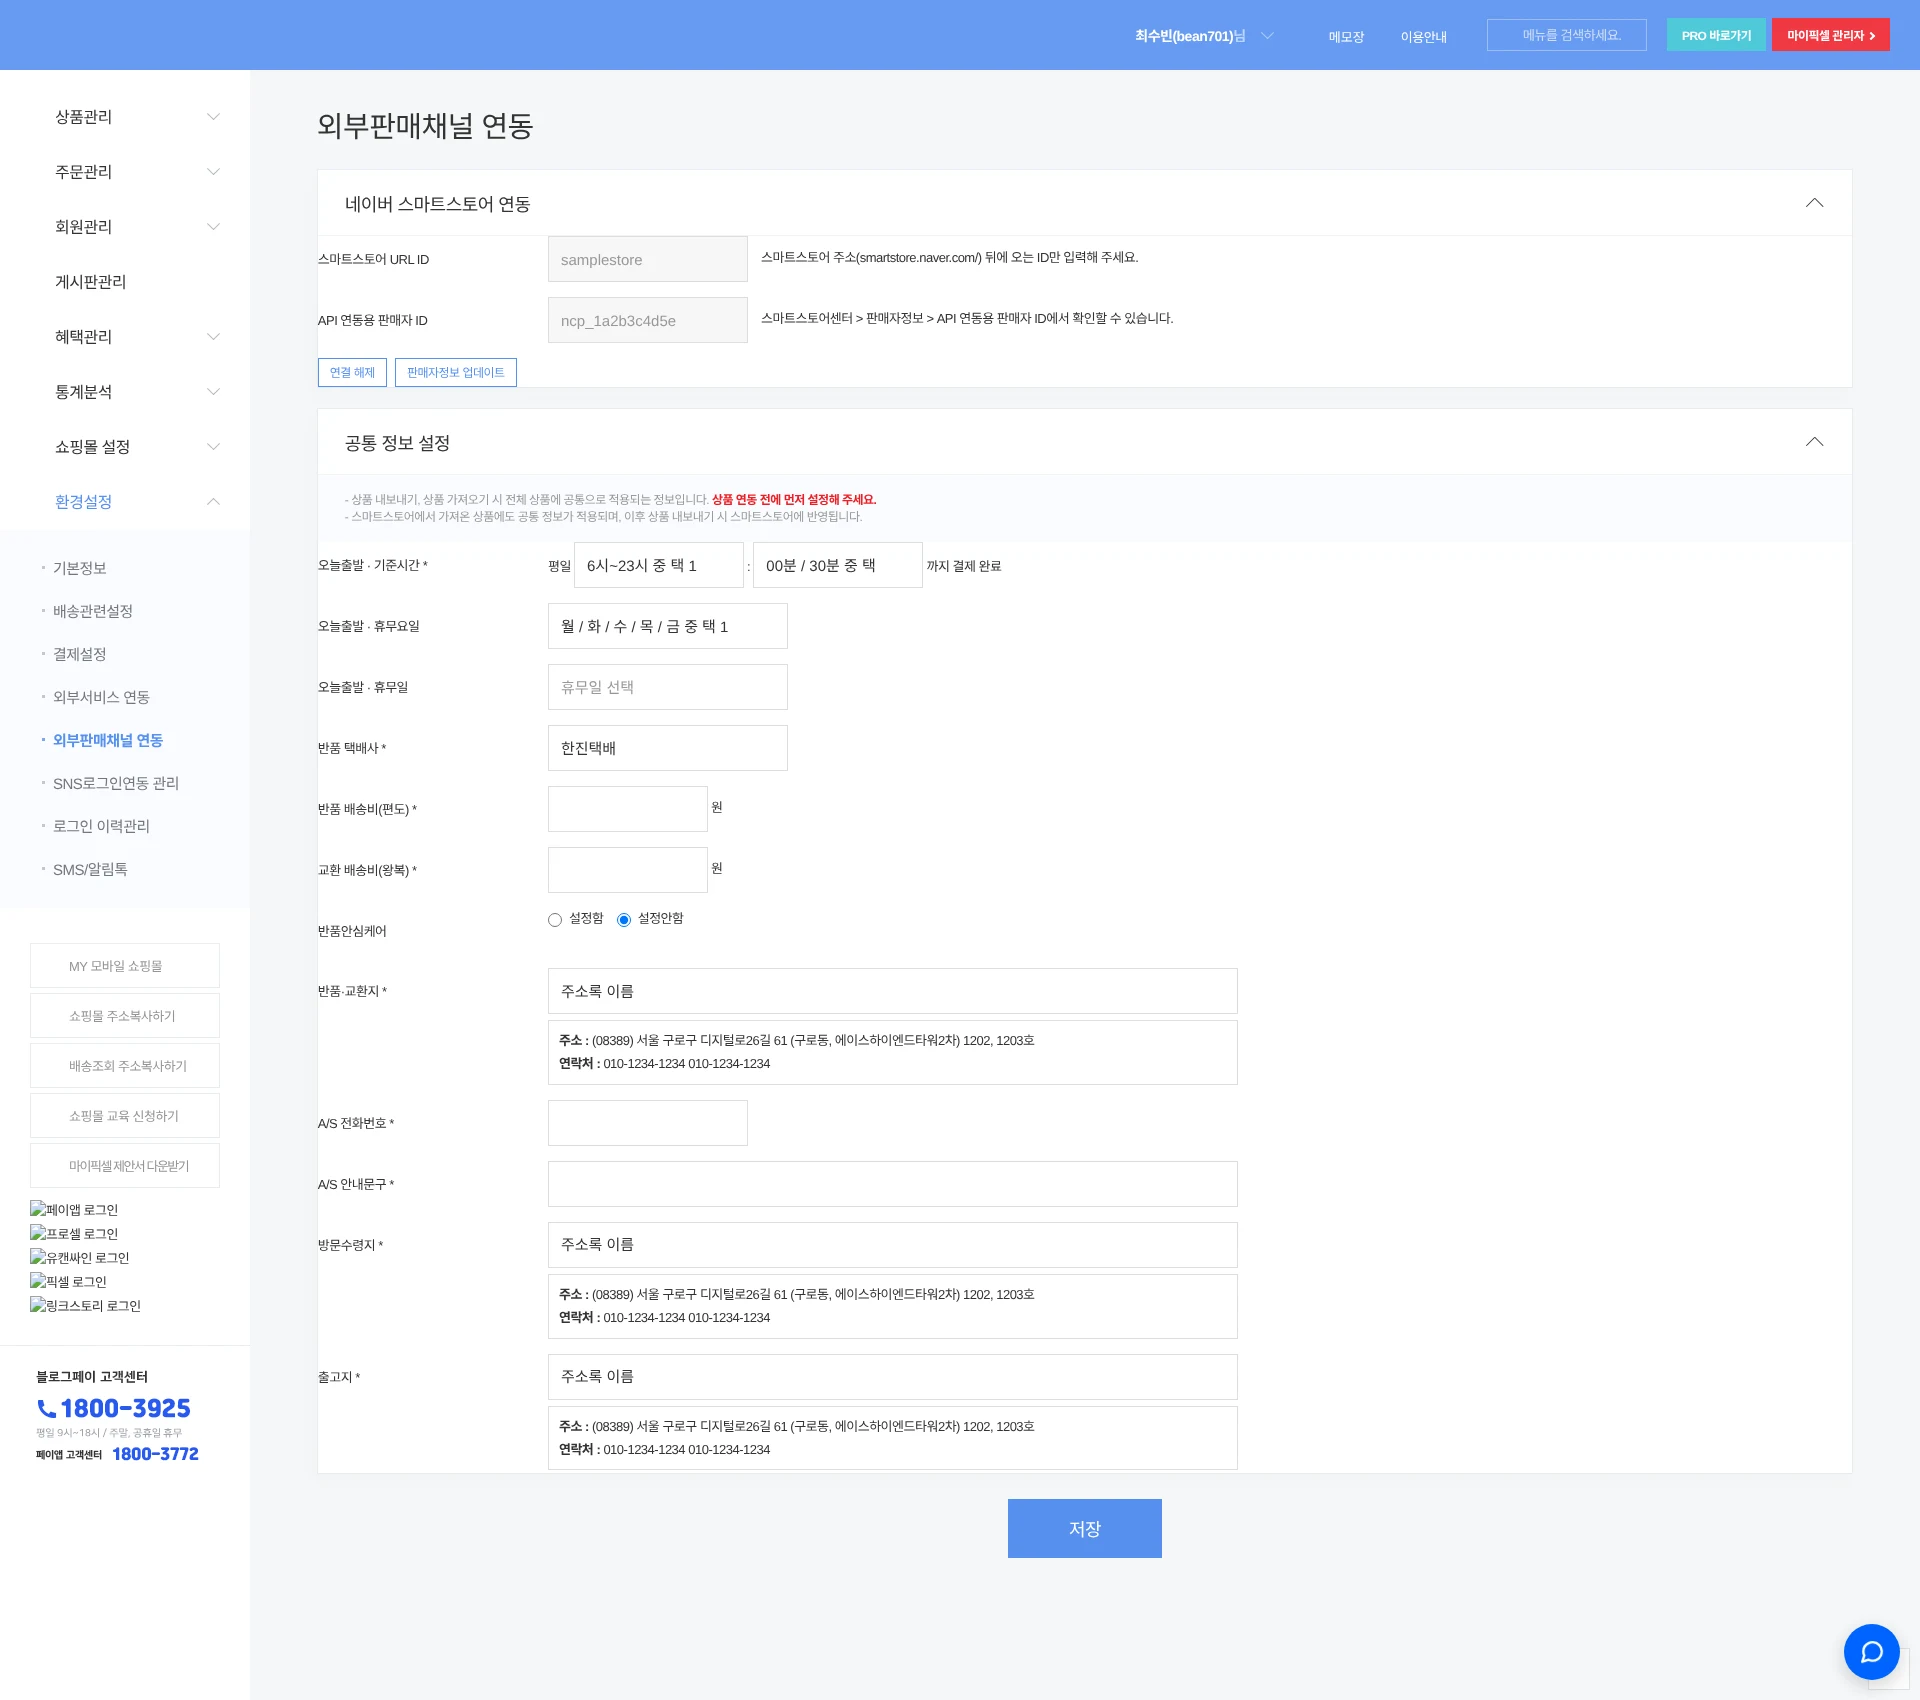 최수빈(bean701)님
메모장
이용안내
메뉴를 검색하세요.
PRO 바로가기
마이픽셀 관리자
상품관리
주문관리
회원관리
게시판관리
혜택관리
통계분석
쇼핑몰 설정
환경설정
기본정보
배송관련설정
결제설정
외부서비스 연동
외부판매채널 연동
SNS로그인연동 관리
로그인 이력관리
SMS/알림톡
MY 모바일 쇼핑몰
쇼핑몰 주소복사하기
배송조회 주소복사하기
쇼핑몰 교육 신청하기
마이픽셀 제안서 다운받기
페이앱 로그인
프로셀 로그인
유캔싸인 로그인
픽셀 로그인
링크스토리 로그인
블로그페이 고객센터
1800-3925
평일 9시~18시 / 주말, 공휴일 휴무
페이앱 고객센터 1800-3772
외부판매채널 연동
네이버 스마트스토어 연동
스마트스토어 URL ID samplestore 스마트스토어 주소(smartstore.naver.com/) 뒤에 오는 ID만 입력해 주세요.
API 연동용 판매자 ID ncp_1a2b3c4d5e 스마트스토어센터 > 판매자정보 > API 연동용 판매자 ID에서 확인할 수 있습니다.
연결 해제 판매자정보 업데이트
공통 정보 설정
- 상품 내보내기, 상품 가져오기 시 전체 상품에 공통으로 적용되는 정보입니다. 상품 연동 전에 먼저 설정해 주세요.
- 스마트스토어에서 가져온 상품에도 공통 정보가 적용되며, 이후 상품 내보내기 시 스마트스토어에 반영됩니다.
오늘출발 · 기준시간 * 평일 6시~23시 중 택 1 : 00분 / 30분 중 택 까지 결제 완료
오늘출발 · 휴무요일 월 / 화 / 수 / 목 / 금 중 택 1
오늘출발 · 휴무일 휴무일 선택
반품 택배사 * 한진택배
반품 배송비(편도) * 원
교환 배송비(왕복) * 원
반품안심케어 설정함 설정안함
반품·교환지 * 주소록 이름
주소 : (08389) 서울 구로구 디지털로26길 61 (구로동, 에이스하이엔드타워2차) 1202, 1203호
연락처 : 010-1234-1234 010-1234-1234
A/S 전화번호 *
A/S 안내문구 *
방문수령지 * 주소록 이름
주소 : (08389) 서울 구로구 디지털로26길 61 (구로동, 에이스하이엔드타워2차) 1202, 1203호
연락처 : 010-1234-1234 010-1234-1234
출고지 * 주소록 이름
주소 : (08389) 서울 구로구 디지털로26길 61 (구로동, 에이스하이엔드타워2차) 1202, 1203호
연락처 : 010-1234-1234 010-1234-1234
저장